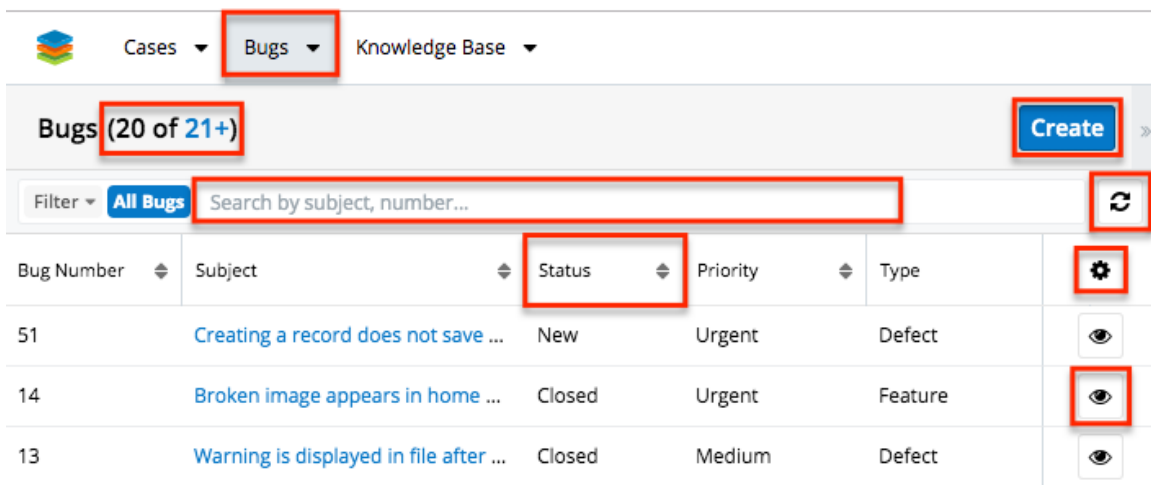 Cases Bugs Knowledge Base
Bugs (20 of 21+) Create »
Filter All Bugs Search by subject, number...
Bug Number Subject Status Priority Type
51 Creating a record does not save ... New Urgent Defect
14 Broken image appears in home ... Closed Urgent Feature
13 Warning is displayed in file after ... Closed Medium Defect